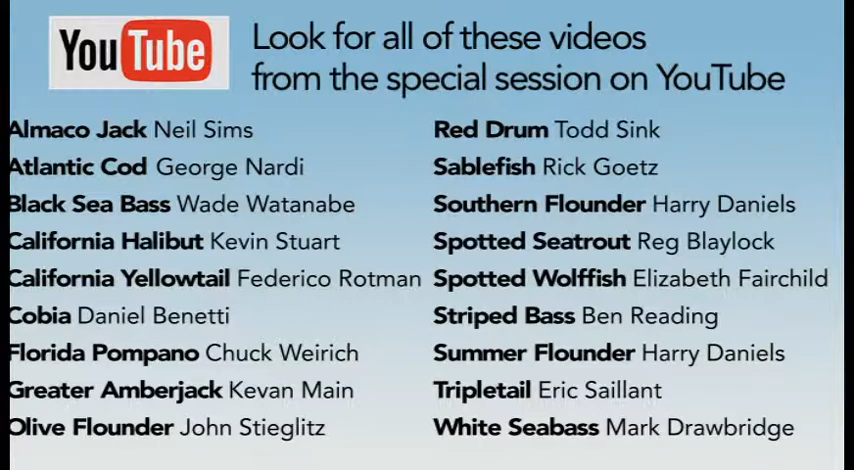 YouTube
Look for all of these videos
from the special session on YouTube
Almaco Jack Neil Sims
Atlantic Cod George Nardi
Black Sea Bass Wade Watanabe
California Halibut Kevin Stuart
California Yellowtail Federico Rotman
Cobia Daniel Benetti
Florida Pompano Chuck Weirich
Greater Amberjack Kevan Main
Olive Flounder John Stieglitz
Red Drum Todd Sink
Sablefish Rick Goetz
Southern Flounder Harry Daniels
Spotted Seatrout Reg Blaylock
Spotted Wolffish Elizabeth Fairchild
Striped Bass Ben Reading
Summer Flounder Harry Daniels
Tripletail Eric Saillant
White Seabass Mark Drawbridge